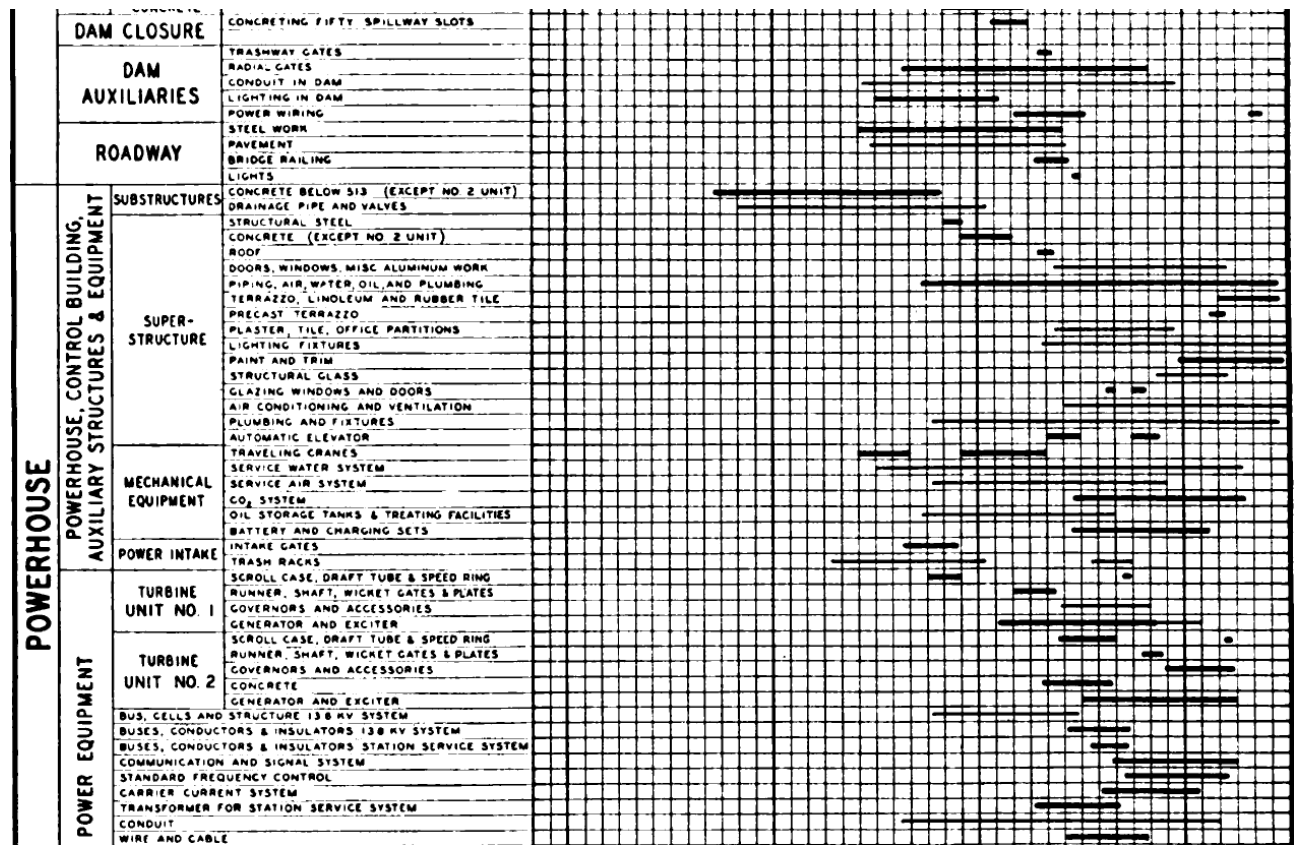 CONCRETE
DAM CLOSURE
CONCRETING FIFTY SPILLWAY SLOTS
DAM
AUXILIARIES
TRASHWAY GATES
RADIAL GATES
CONDUIT IN DAM
LIGHTING IN DAM
POWER WIRING
ROADWAY
STEEL WORK
PAVEMENT
BRIDGE RAILING
LIGHTS
POWERHOUSE
POWERHOUSE, CONTROL BUILDING,
AUXILIARY STRUCTURES & EQUIPMENT
SUBSTRUCTURES
CONCRETE BELOW 513 (EXCEPT NO. 2 UNIT)
DRAINAGE PIPE AND VALVES
SUPER-
STRUCTURE
STRUCTURAL STEEL
CONCRETE (EXCEPT NO 2 UNIT)
ROOF
DOORS, WINDOWS, MISC ALUMINUM WORK
PIPING, AIR, WATER, OIL, AND PLUMBING
TERRAZZO, LINOLEUM AND RUBBER TILE
PRECAST TERRAZZO
PLASTER, TILE, OFFICE PARTITIONS
LIGHTING FIXTURES
PAINT AND TRIM
STRUCTURAL GLASS
GLAZING WINDOWS AND DOORS
AIR CONDITIONING AND VENTILATION
PLUMBING AND FIXTURES
AUTOMATIC ELEVATOR
MECHANICAL
EQUIPMENT
TRAVELING CRANES
SERVICE WATER SYSTEM
SERVICE AIR SYSTEM
CO₂ SYSTEM
OIL STORAGE TANKS & TREATING FACILITIES
BATTERY AND CHARGING SETS
POWER INTAKE
INTAKE GATES
TRASH RACKS
POWER EQUIPMENT
TURBINE
UNIT NO. 1
SCROLL CASE, DRAFT TUBE & SPEED RING
RUNNER, SHAFT, WICKET GATES & PLATES
GOVERNORS AND ACCESSORIES
GENERATOR AND EXCITER
TURBINE
UNIT NO. 2
SCROLL CASE, DRAFT TUBE & SPEED RING
RUNNER, SHAFT, WICKET GATES & PLATES
GOVERNORS AND ACCESSORIES
CONCRETE
GENERATOR AND EXCITER
BUS, CELLS AND STRUCTURE 13.8 KV SYSTEM
BUSES, CONDUCTORS & INSULATORS 13.8 KV SYSTEM
BUSES, CONDUCTORS & INSULATORS STATION SERVICE SYSTEM
COMMUNICATION AND SIGNAL SYSTEM
STANDARD FREQUENCY CONTROL
CARRIER CURRENT SYSTEM
TRANSFORMER FOR STATION SERVICE SYSTEM
CONDUIT
WIRE AND CABLE